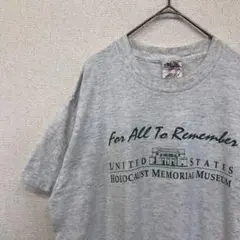 For All To Remember
UNITED STATES
HOLOCAUST MEMORIAL MUSEUM